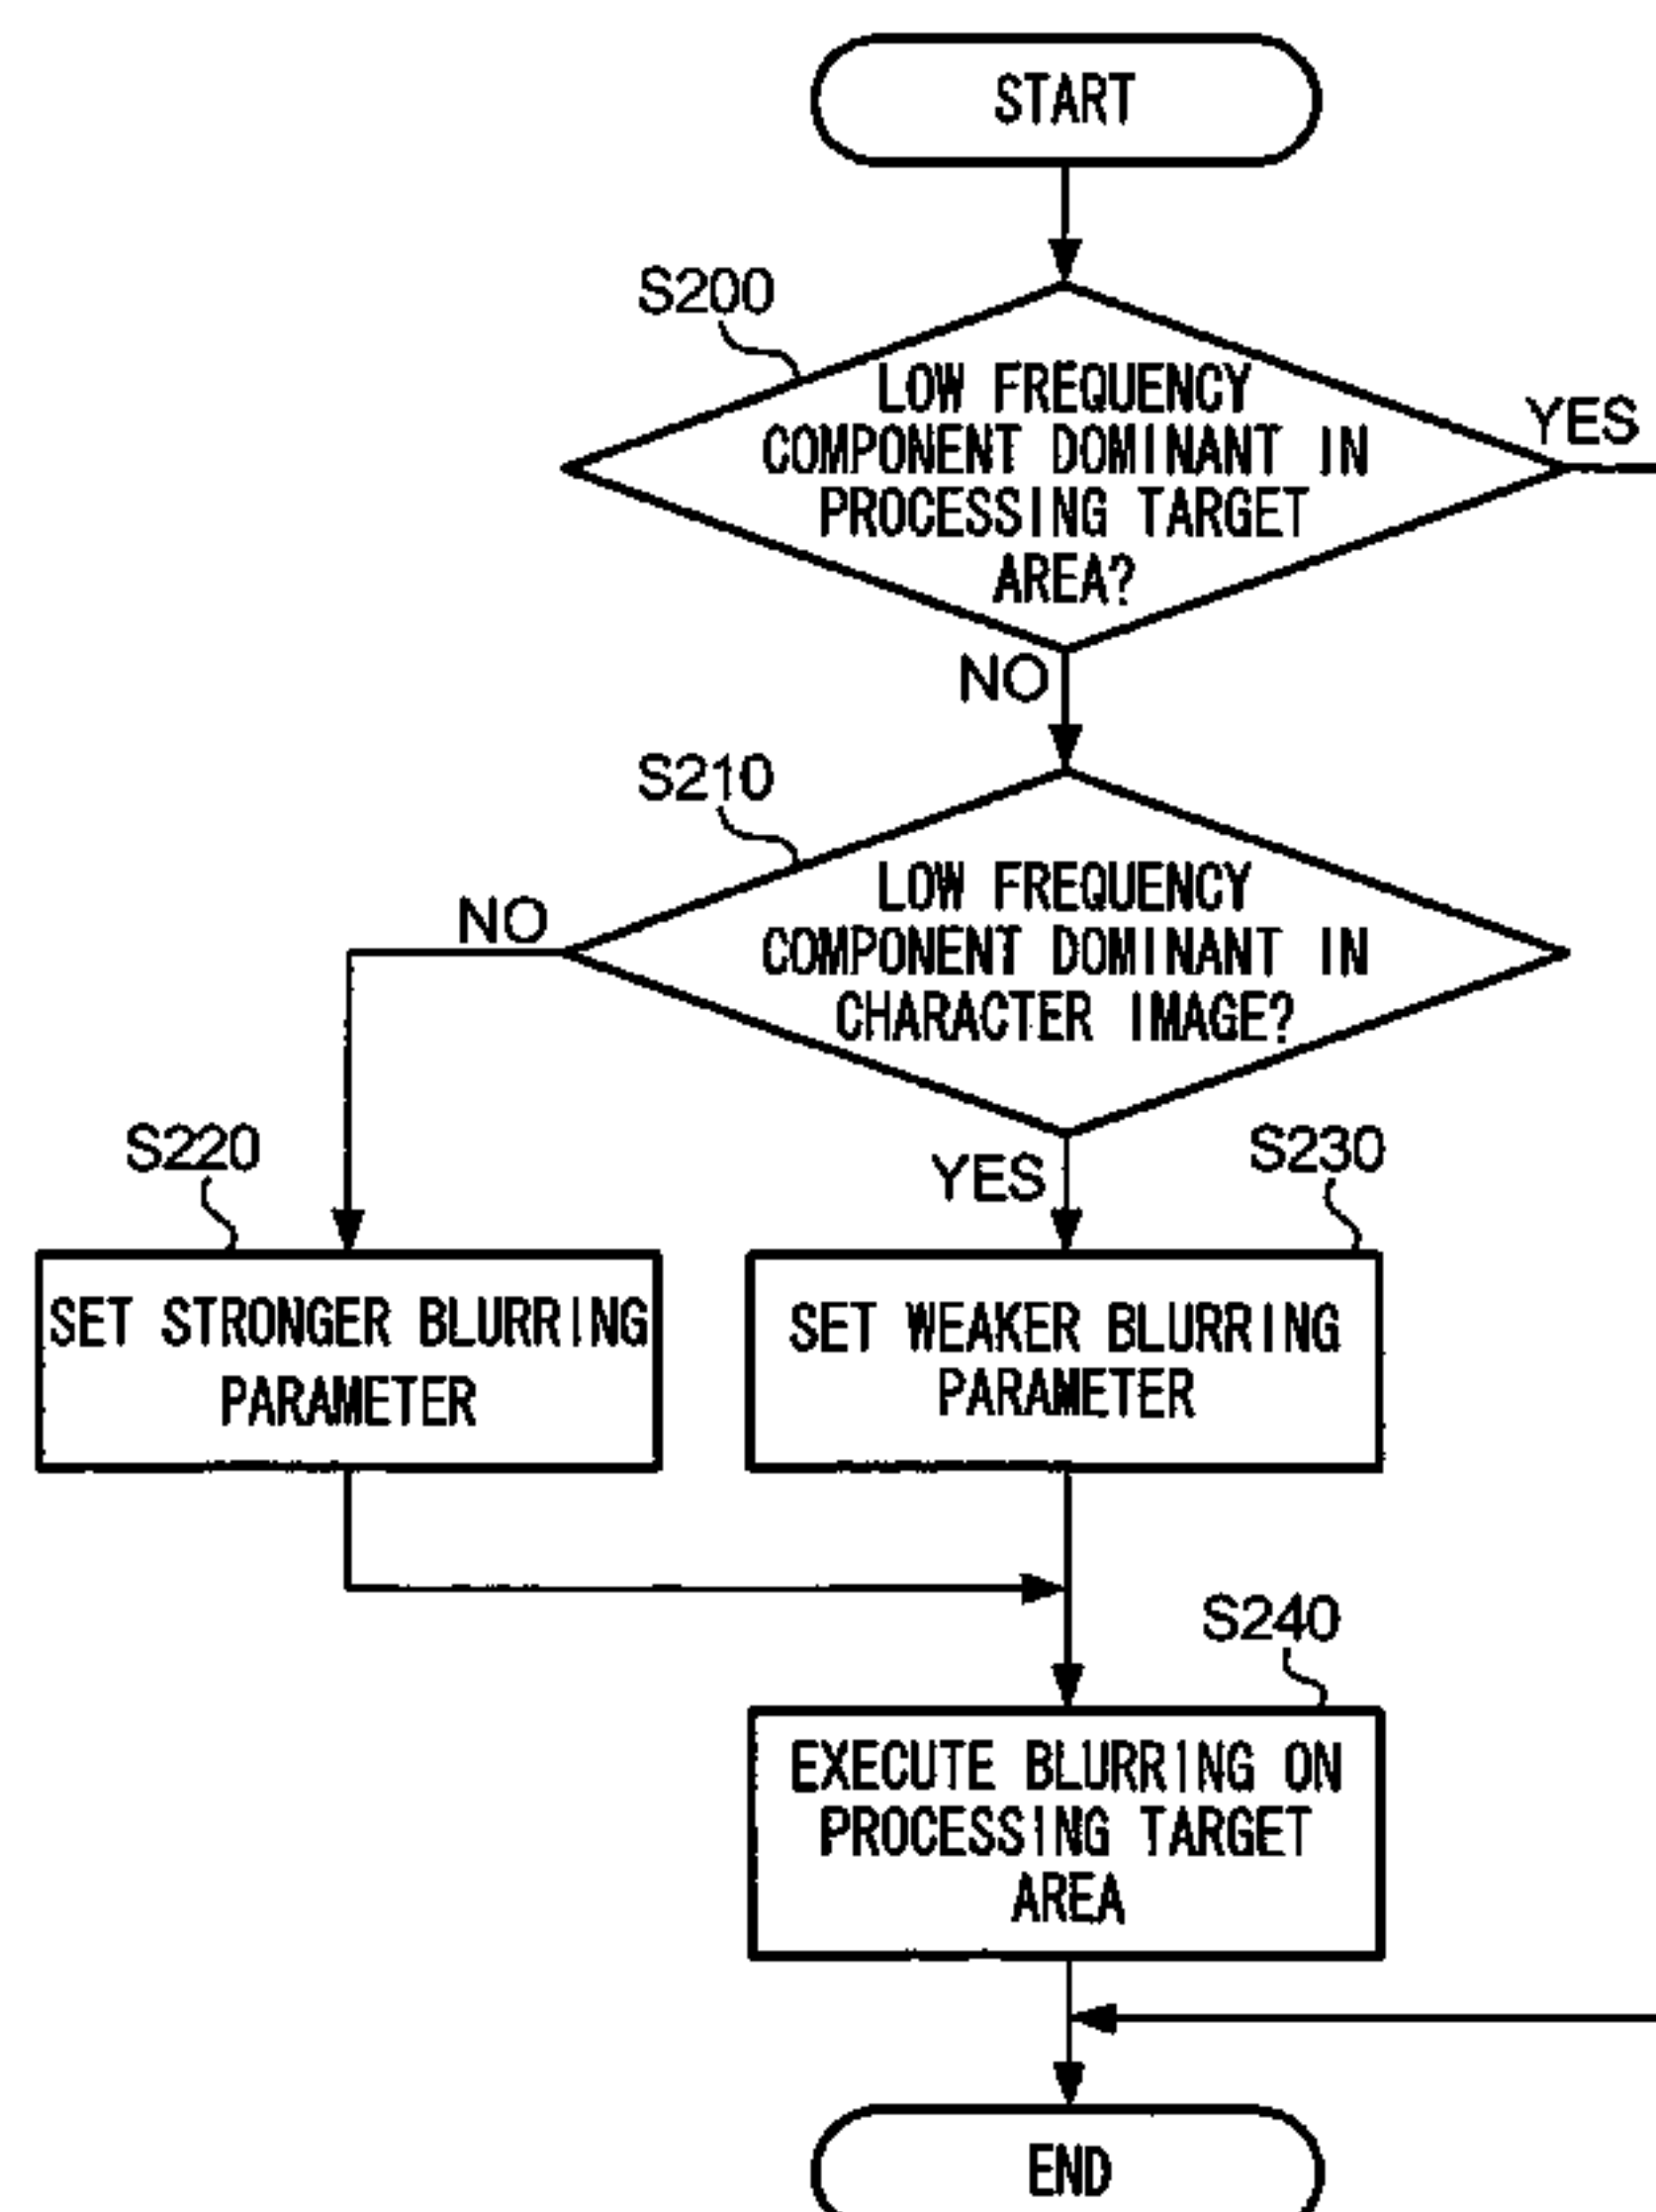 START
S200
LOW FREQUENCY
COMPONENT DOMINANT IN
PROCESSING TARGET
AREA?
YES
NO
S210
LOW FREQUENCY
COMPONENT DOMINANT IN
CHARACTER IMAGE?
NO
YES
S220
SET STRONGER BLURRING
PARAMETER
S230
SET WEAKER BLURRING
PARAMETER
S240
EXECUTE BLURRING ON
PROCESSING TARGET
AREA
END